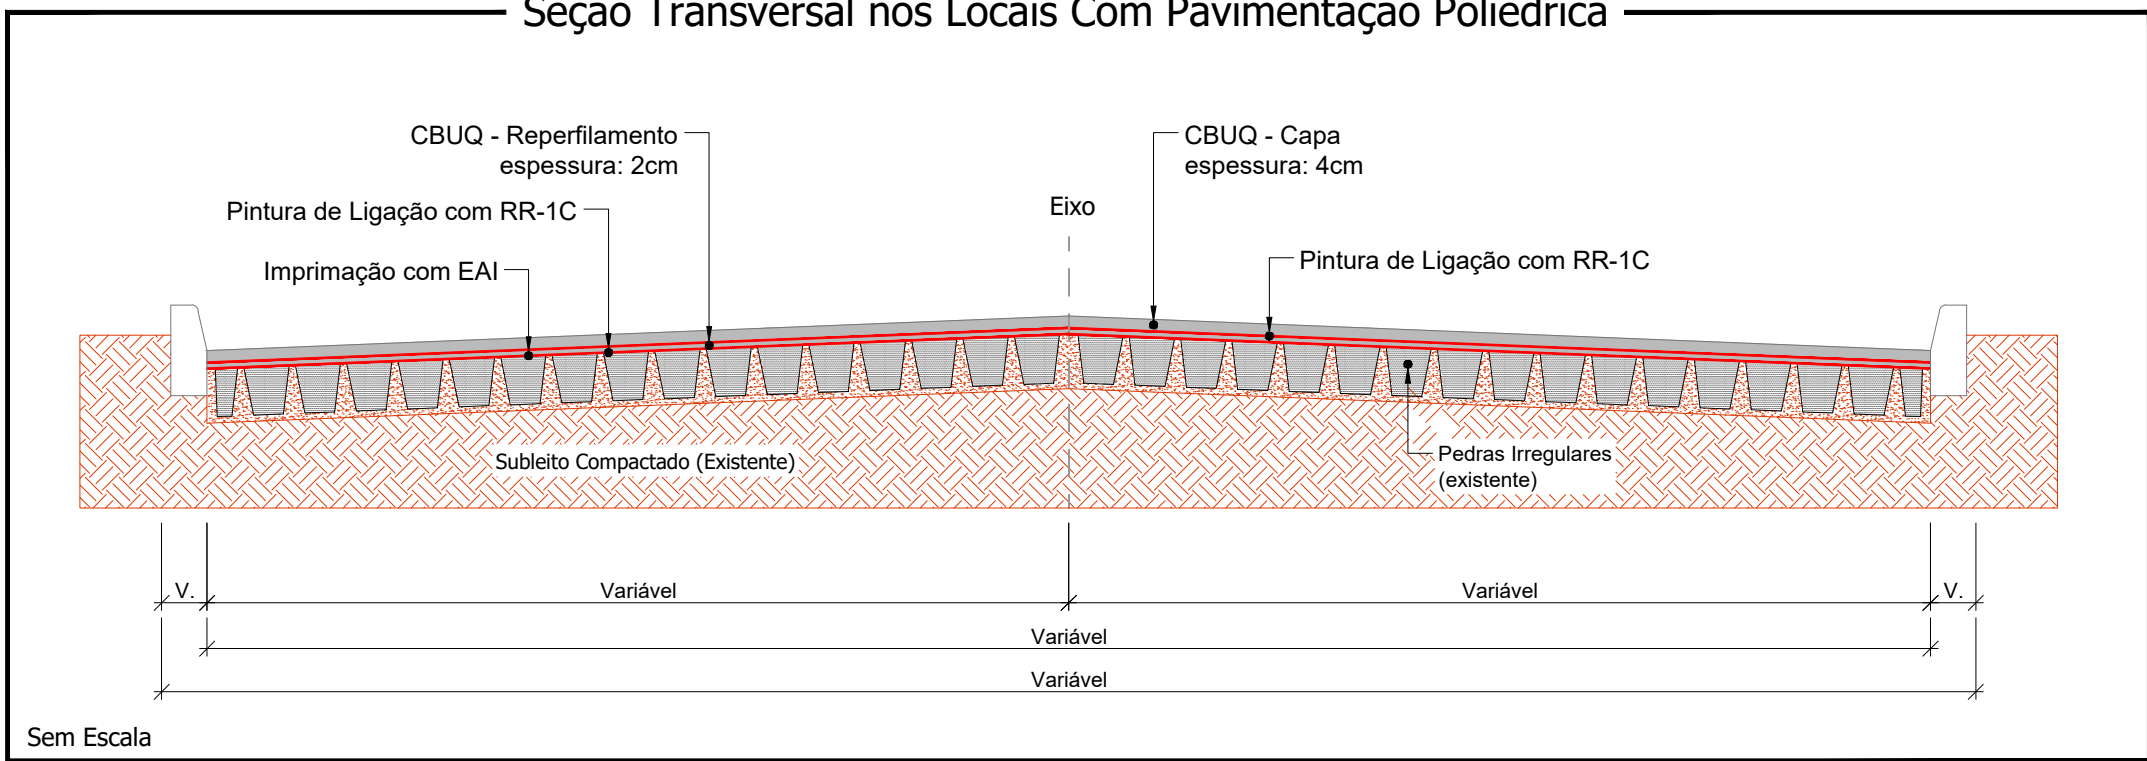 Seção Transversal nos Locais Com Pavimentação Poliédrica
CBUQ - Reperfilamento
espessura: 2cm
CBUQ - Capa
espessura: 4cm
Pintura de Ligação com RR-1C
Eixo
Imprimação com EAI
Pintura de Ligação com RR-1C
Subleito Compactado (Existente)
Pedras Irregulares
(existente)
V.
Variável
Variável
V.
Variável
Variável
Sem Escala